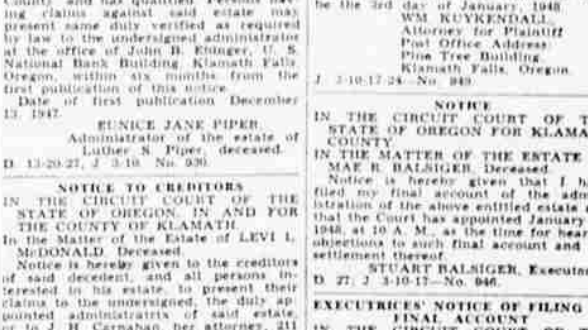 County and has qualified Persons hav-
ing claims against said estate may
present same duly verified as required
by law to the undersigned administrator
at the office of John B. Ebinger, U. S.
National Bank Building, Klamath Falls,
Oregon, within six months from the
first publication of this notice.
Date of first publication December
13, 1947.
EUNICE JANE PIPER,
Administrator of the estate of
Luther S. Piper, deceased.
D. 13-20-27, J 3-10. No. 930.
NOTICE TO CREDITORS
IN THE CIRCUIT COURT OF THE
STATE OF OREGON, IN AND FOR
THE COUNTY OF KLAMATH.
In the Matter of the Estate of LEVI L.
McDONALD, Deceased.
Notice is hereby given to the creditors
of said decedent, and all persons in-
terested in his estate, to present their
claims to the undersigned, the duly ap-
pointed administratrix of said estate,
or to J. H. Carnahan, her attorney, 211
be the 3rd day of January, 1948.
WM KUYKENDALL,
Attorney for Plaintiff
Post Office Address:
Pine Tree Building
Klamath Falls, Oregon.
J. 3-10-17-24—No. 949.
NOTICE
IN THE CIRCUIT COURT OF T
STATE OF OREGON FOR KLAMA
COUNTY.
IN THE MATTER OF THE ESTATE
MAE R. BALSIGER, Deceased.
Notice is hereby given that I h
filed my final account of the adm
istration of the above entitled estate
that the Court has appointed January
1948, at 10 A. M., as the time for hear
objections to such final account and
settlement thereof.
STUART BALSIGER, Executo
D. 27; J 3-10-17—No. 946.
EXECUTRICES' NOTICE OF FILING
FINAL ACCOUNT
IN THE CIRCUIT COURT OF